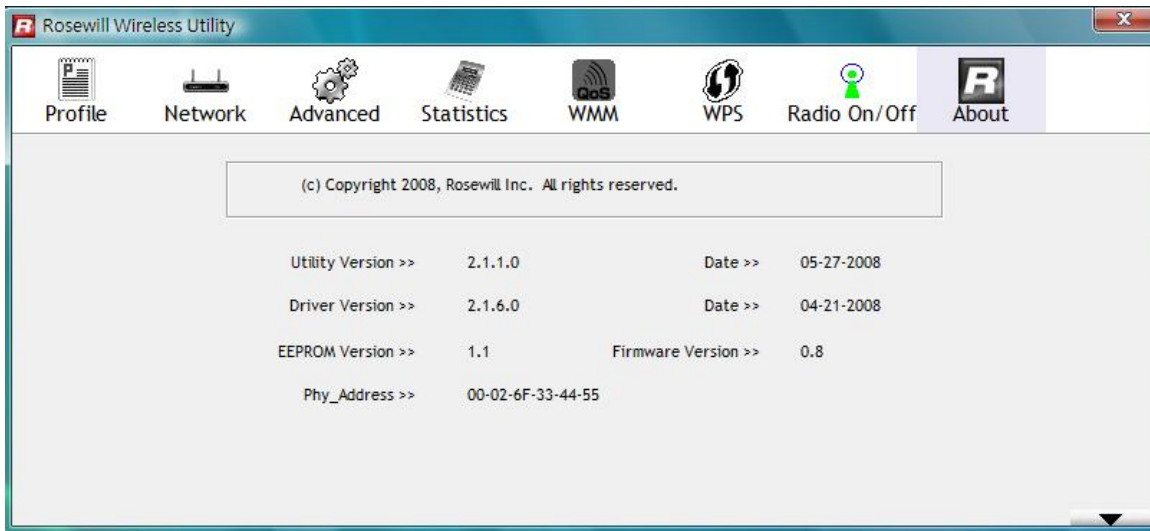 R Rosewill Wireless Utility
X
P
Profile
Network
Advanced
Statistics
QoS
WMM
WPS
Radio On/Off
R
About
(c) Copyright 2008, Rosewill Inc. All rights reserved.
Utility Version >> 2.1.1.0 Date >> 05-27-2008
Driver Version >> 2.1.6.0 Date >> 04-21-2008
EEPROM Version >> 1.1 Firmware Version >> 0.8
Phy_Address >> 00-02-6F-33-44-55